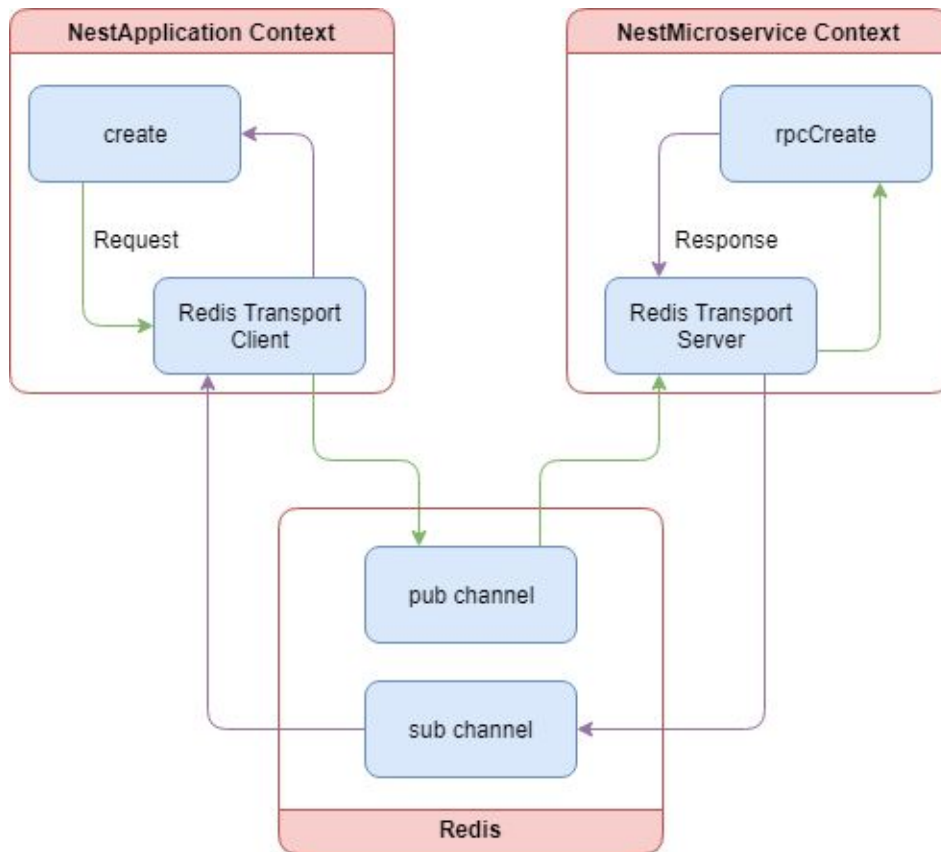 NestApplication Context
create
Request
Redis Transport
Client
NestMicroservice Context
rpcCreate
Response
Redis Transport
Server
pub channel
sub channel
Redis